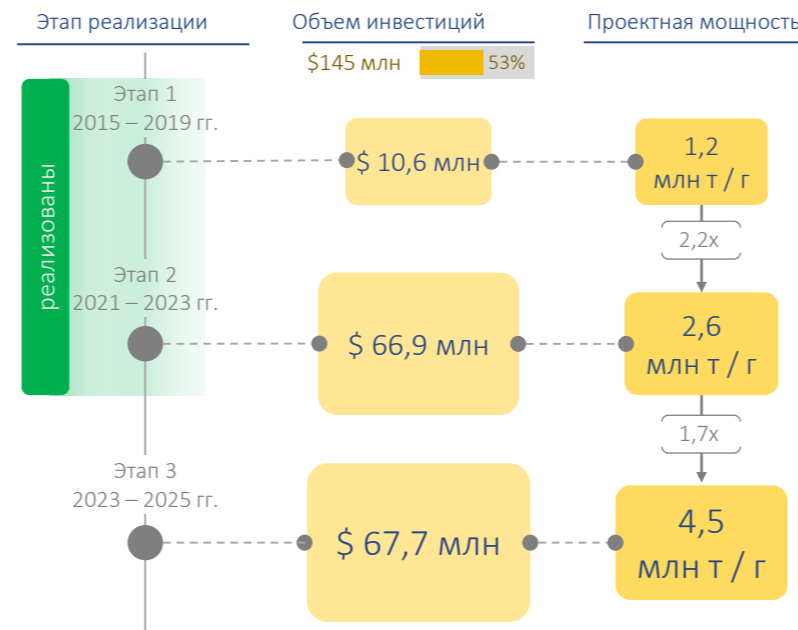 Этап реализации
Объем инвестиций
Проектная мощность
$145 млн
53%
реализованы
Этап 1
2015 – 2019 гг.
$ 10,6 млн
1,2
млн т / г
2,2x
Этап 2
2021 – 2023 гг.
$ 66,9 млн
2,6
млн т / г
1,7x
Этап 3
2023 – 2025 гг.
$ 67,7 млн
4,5
млн т / г